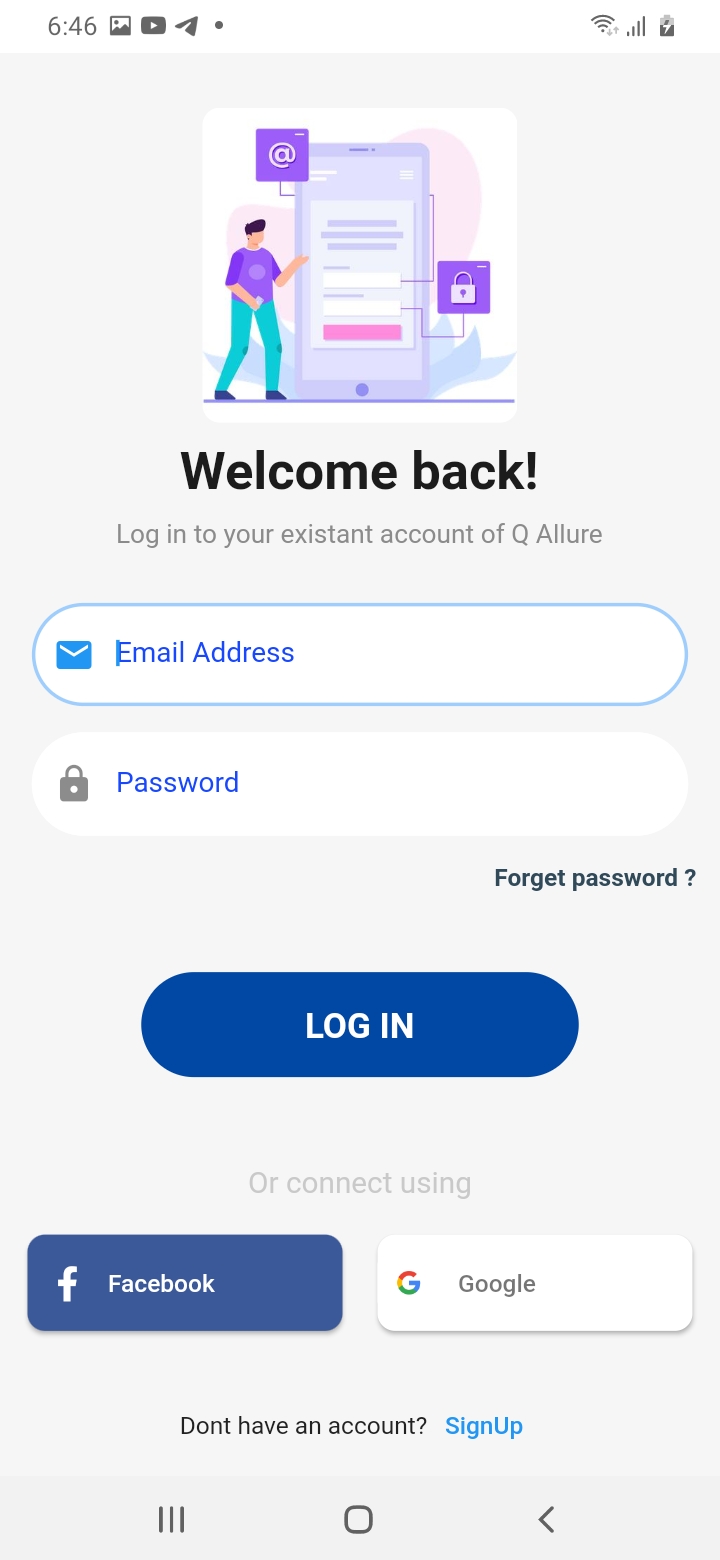 6:46
@
Welcome back!
Log in to your existant account of Q Allure
Email Address
Password
Forget password ?
LOG IN
Or connect using
Facebook
Google
Dont have an account? SignUp